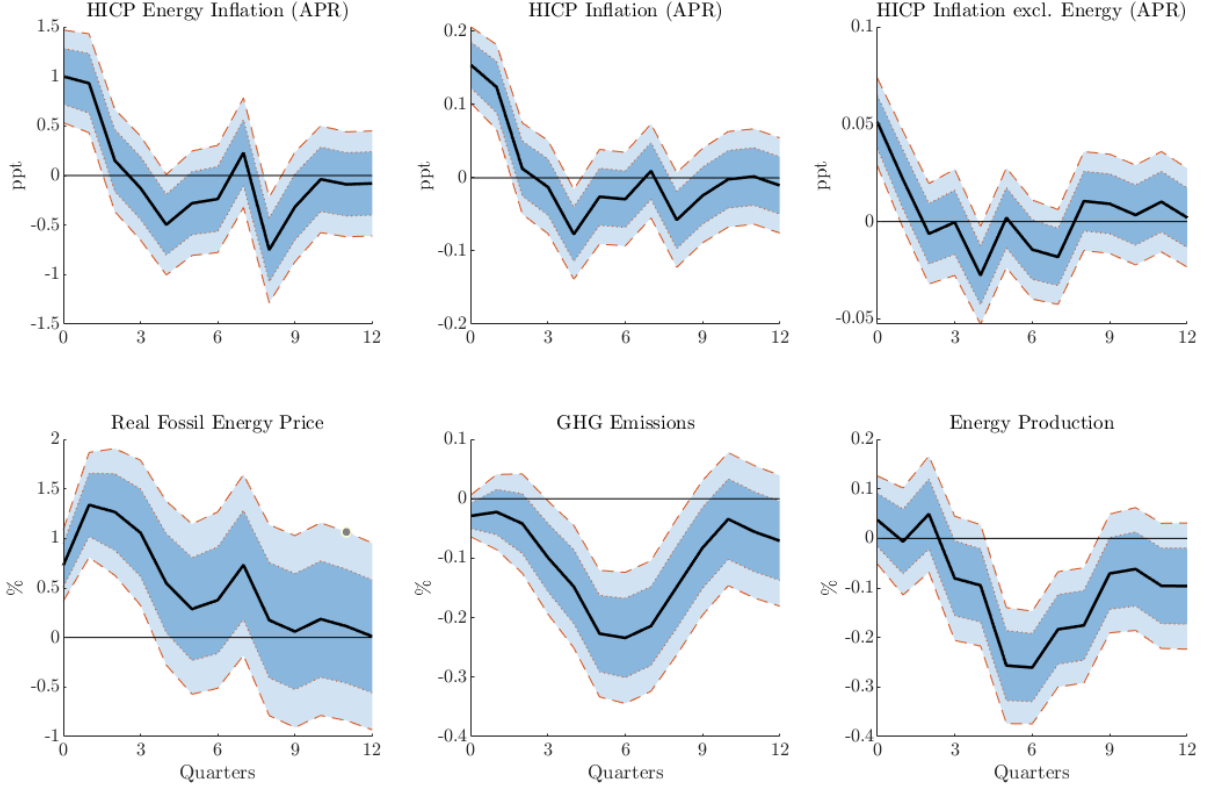 HICP Energy Inflation (APR)
1.5
1
0.5
0
-0.5
-1
-1.5
ppt
0 3 6 9 12
HICP Inflation (APR)
0.2
0.1
0
-0.1
-0.2
ppt
0 3 6 9 12
HICP Inflation excl. Energy (APR)
0.1
0.05
0
-0.05
ppt
0 3 6 9 12
Real Fossil Energy Price
2
1.5
1
0.5
0
-0.5
-1
%
0 3 6 9 12
Quarters
GHG Emissions
0.1
0
-0.1
-0.2
-0.3
-0.4
%
0 3 6 9 12
Quarters
Energy Production
0.2
0.1
0
-0.1
-0.2
-0.3
-0.4
%
0 3 6 9 12
Quarters